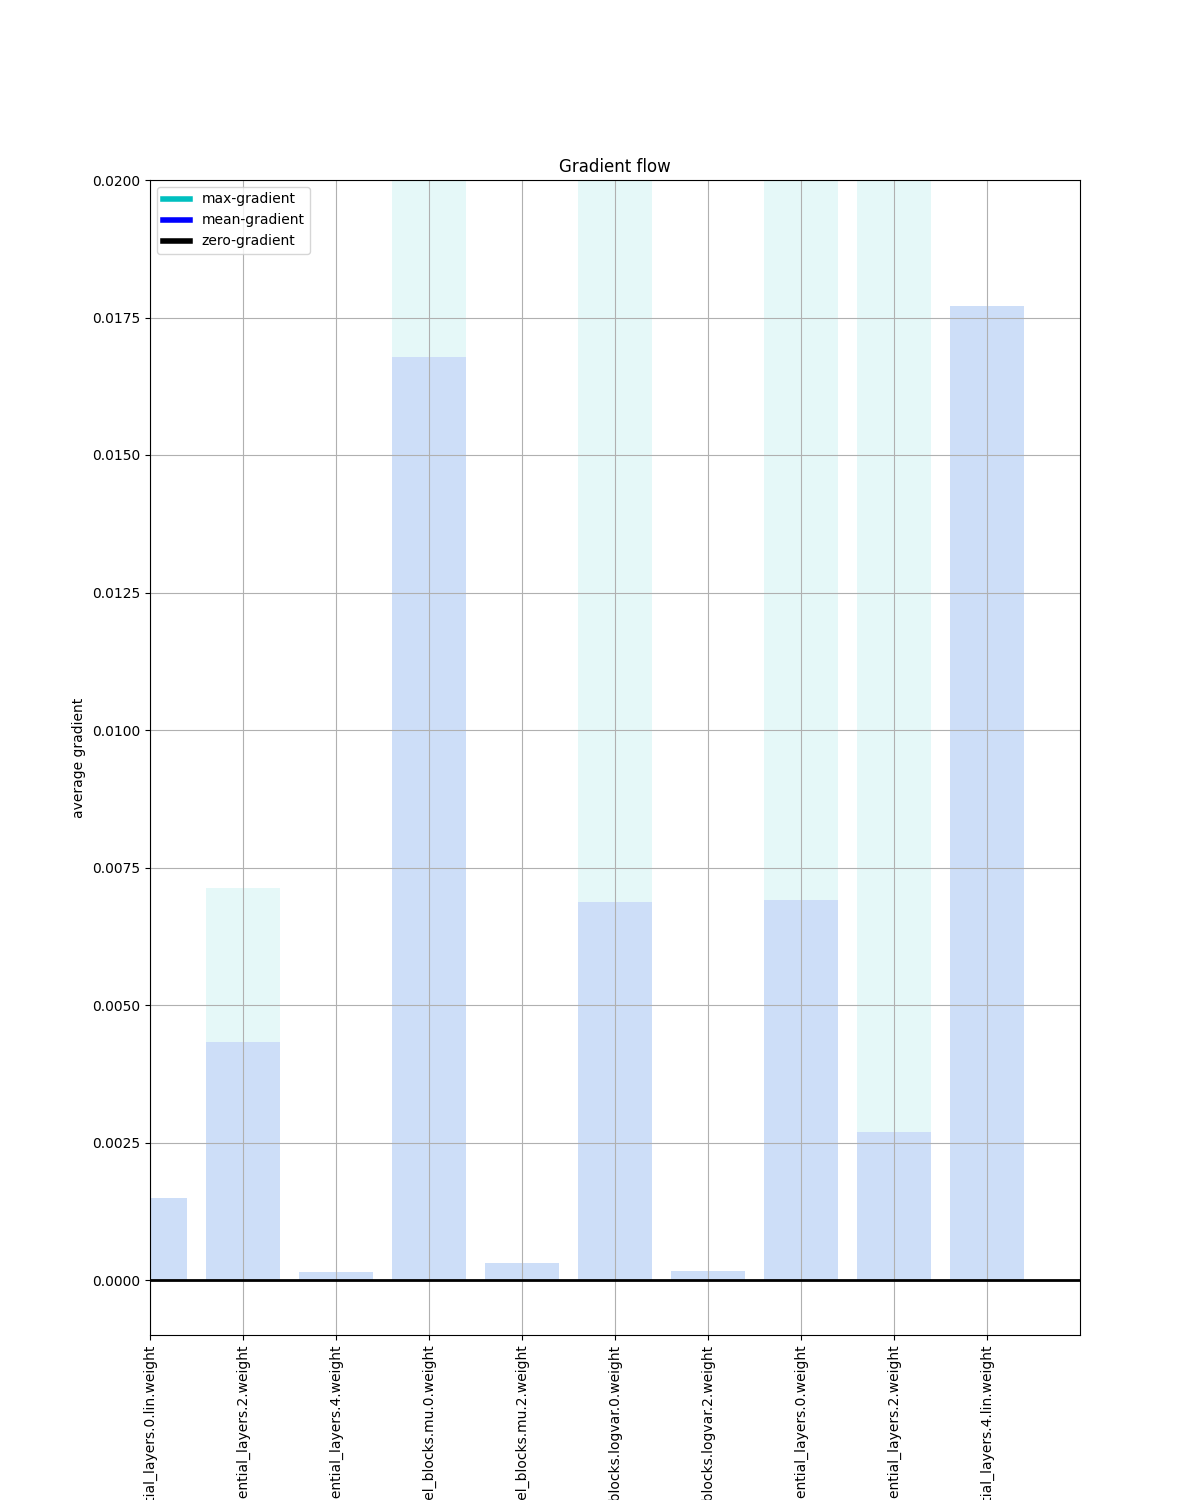 Gradient flow
max-gradient
mean-gradient
zero-gradient
average gradient
0.0200
0.0175
0.0150
0.0125
0.0100
0.0075
0.0050
0.0025
0.0000
tial_layers.0.lin.weight
ential_layers.2.weight
ential_layers.4.weight
el_blocks.mu.0.weight
el_blocks.mu.2.weight
blocks.logvar.0.weight
blocks.logvar.2.weight
ential_layers.0.weight
ential_layers.2.weight
tial_layers.4.lin.weight